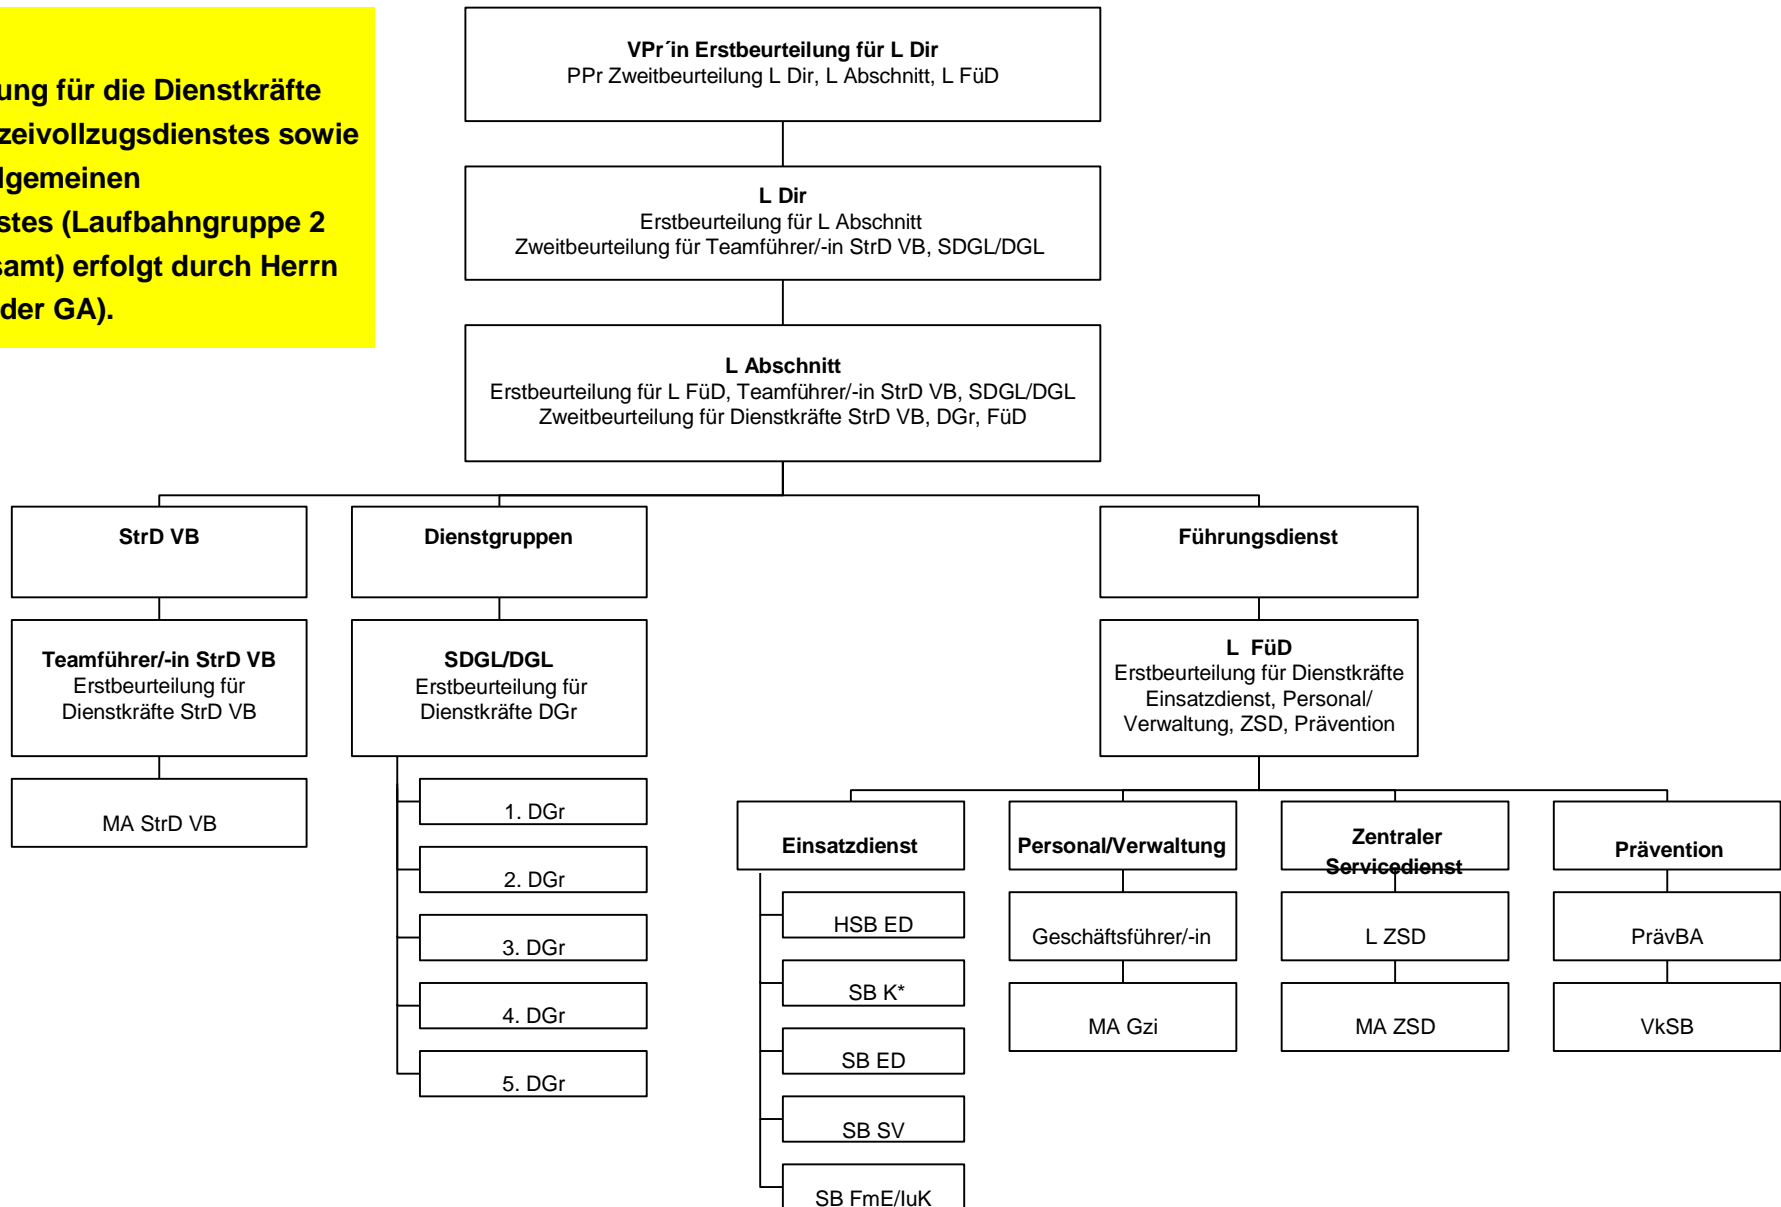 ung für die Dienstkräfte
zeivollzugsdienstes sowie
lgemeinen
stes (Laufbahngruppe 2
samt) erfolgt durch Herrn
der GA).
VPr´in Erstbeurteilung für L Dir
PPr Zweitbeurteilung L Dir, L Abschnitt, L FüD
L Dir
Erstbeurteilung für L Abschnitt
Zweitbeurteilung für Teamführer/-in StrD VB, SDGL/DGL
L Abschnitt
Erstbeurteilung für L FüD, Teamführer/-in StrD VB, SDGL/DGL
Zweitbeurteilung für Dienstkräfte StrD VB, DGr, FüD
StrD VB
Dienstgruppen
Führungsdienst
Teamführer/-in StrD VB
Erstbeurteilung für
Dienstkräfte StrD VB
SDGL/DGL
Erstbeurteilung für
Dienstkräfte DGr
L FüD
Erstbeurteilung für Dienstkräfte
Einsatzdienst, Personal/
Verwaltung, ZSD, Prävention
MA StrD VB
1. DGr
2. DGr
3. DGr
4. DGr
5. DGr
Einsatzdienst
Personal/Verwaltung
Zentraler
Servicedienst
Prävention
HSB ED
SB K*
SB ED
SB SV
SB FmE/IuK
Geschäftsführer/-in
MA Gzi
L ZSD
MA ZSD
PrävBA
VkSB